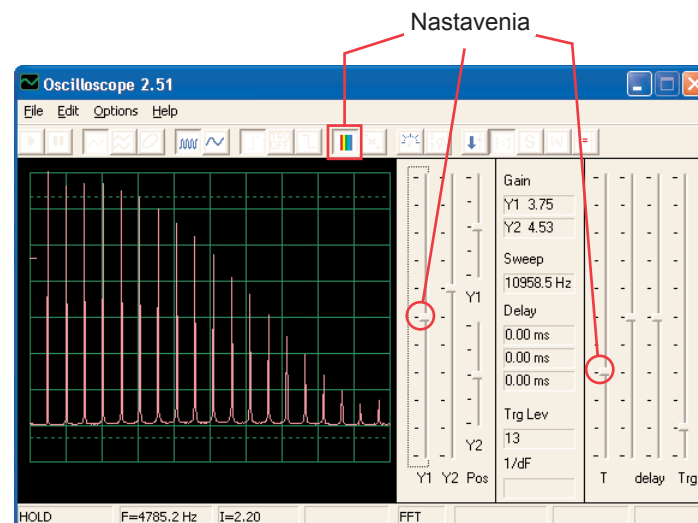 Nastavenia
Oscilloscope 2.51
File Edit Options Help
Gain
Y1 3.75
Y2 4.53
Sweep
10958.5 Hz
Delay
0.00 ms
0.00 ms
0.00 ms
Trg Lev
13
1/dF
Y1
Y2
Y1 Y2 Pos
T delay Trg
HOLD F=4785.2 Hz I=2.20 FFT